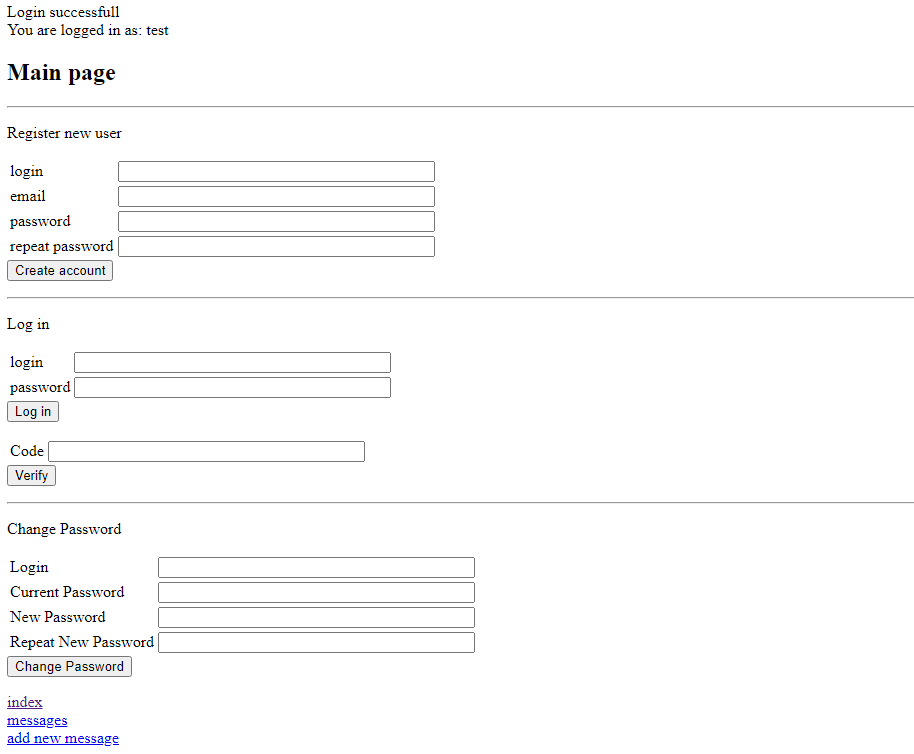 Login successfull
You are logged in as: test
Main page
Register new user
login
email
password
repeat password
Create account
Log in
login
password
Log in
Code
Verify
Change Password
Login
Current Password
New Password
Repeat New Password
Change Password
index
messages
add new message